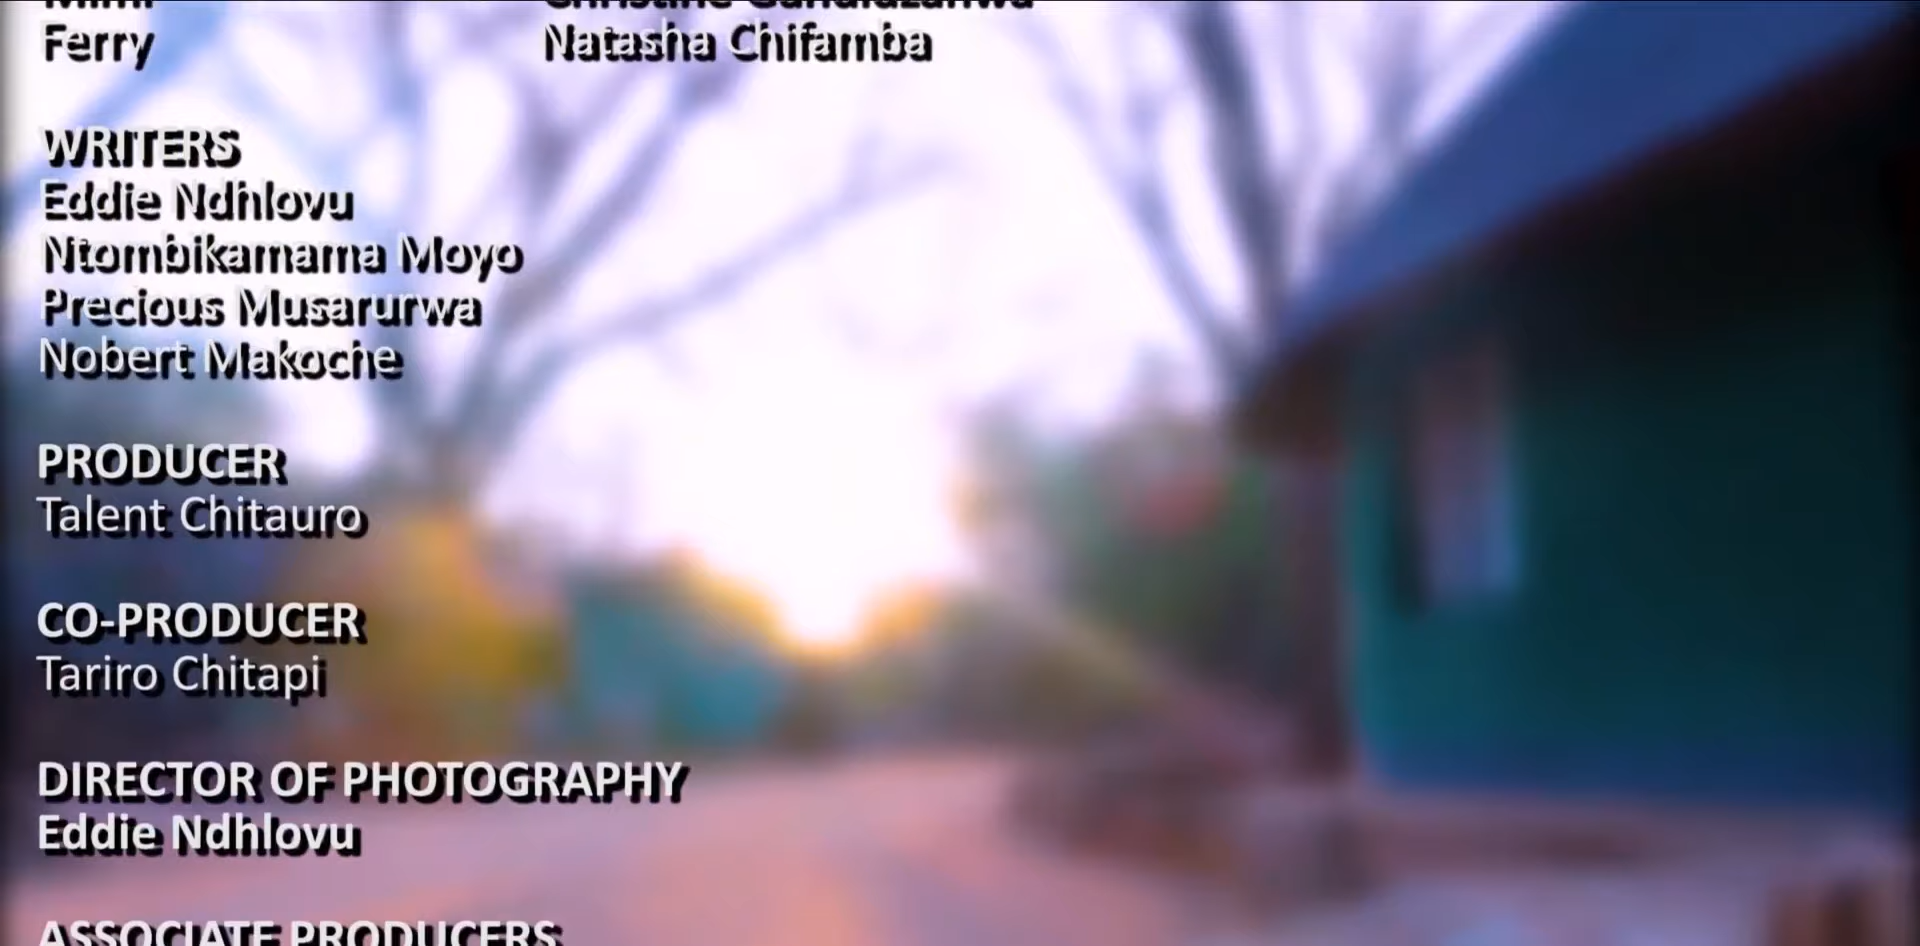 Ferry Natasha Chifamba
WRITERS
Eddie Ndhlovu
Ntombikamama Moyo
Precious Musarurwa
Nobert Makoche
PRODUCER
Talent Chitauro
CO-PRODUCER
Tariro Chitapi
DIRECTOR OF PHOTOGRAPHY
Eddie Ndhlovu
ASSOCIATE PRODUCERS